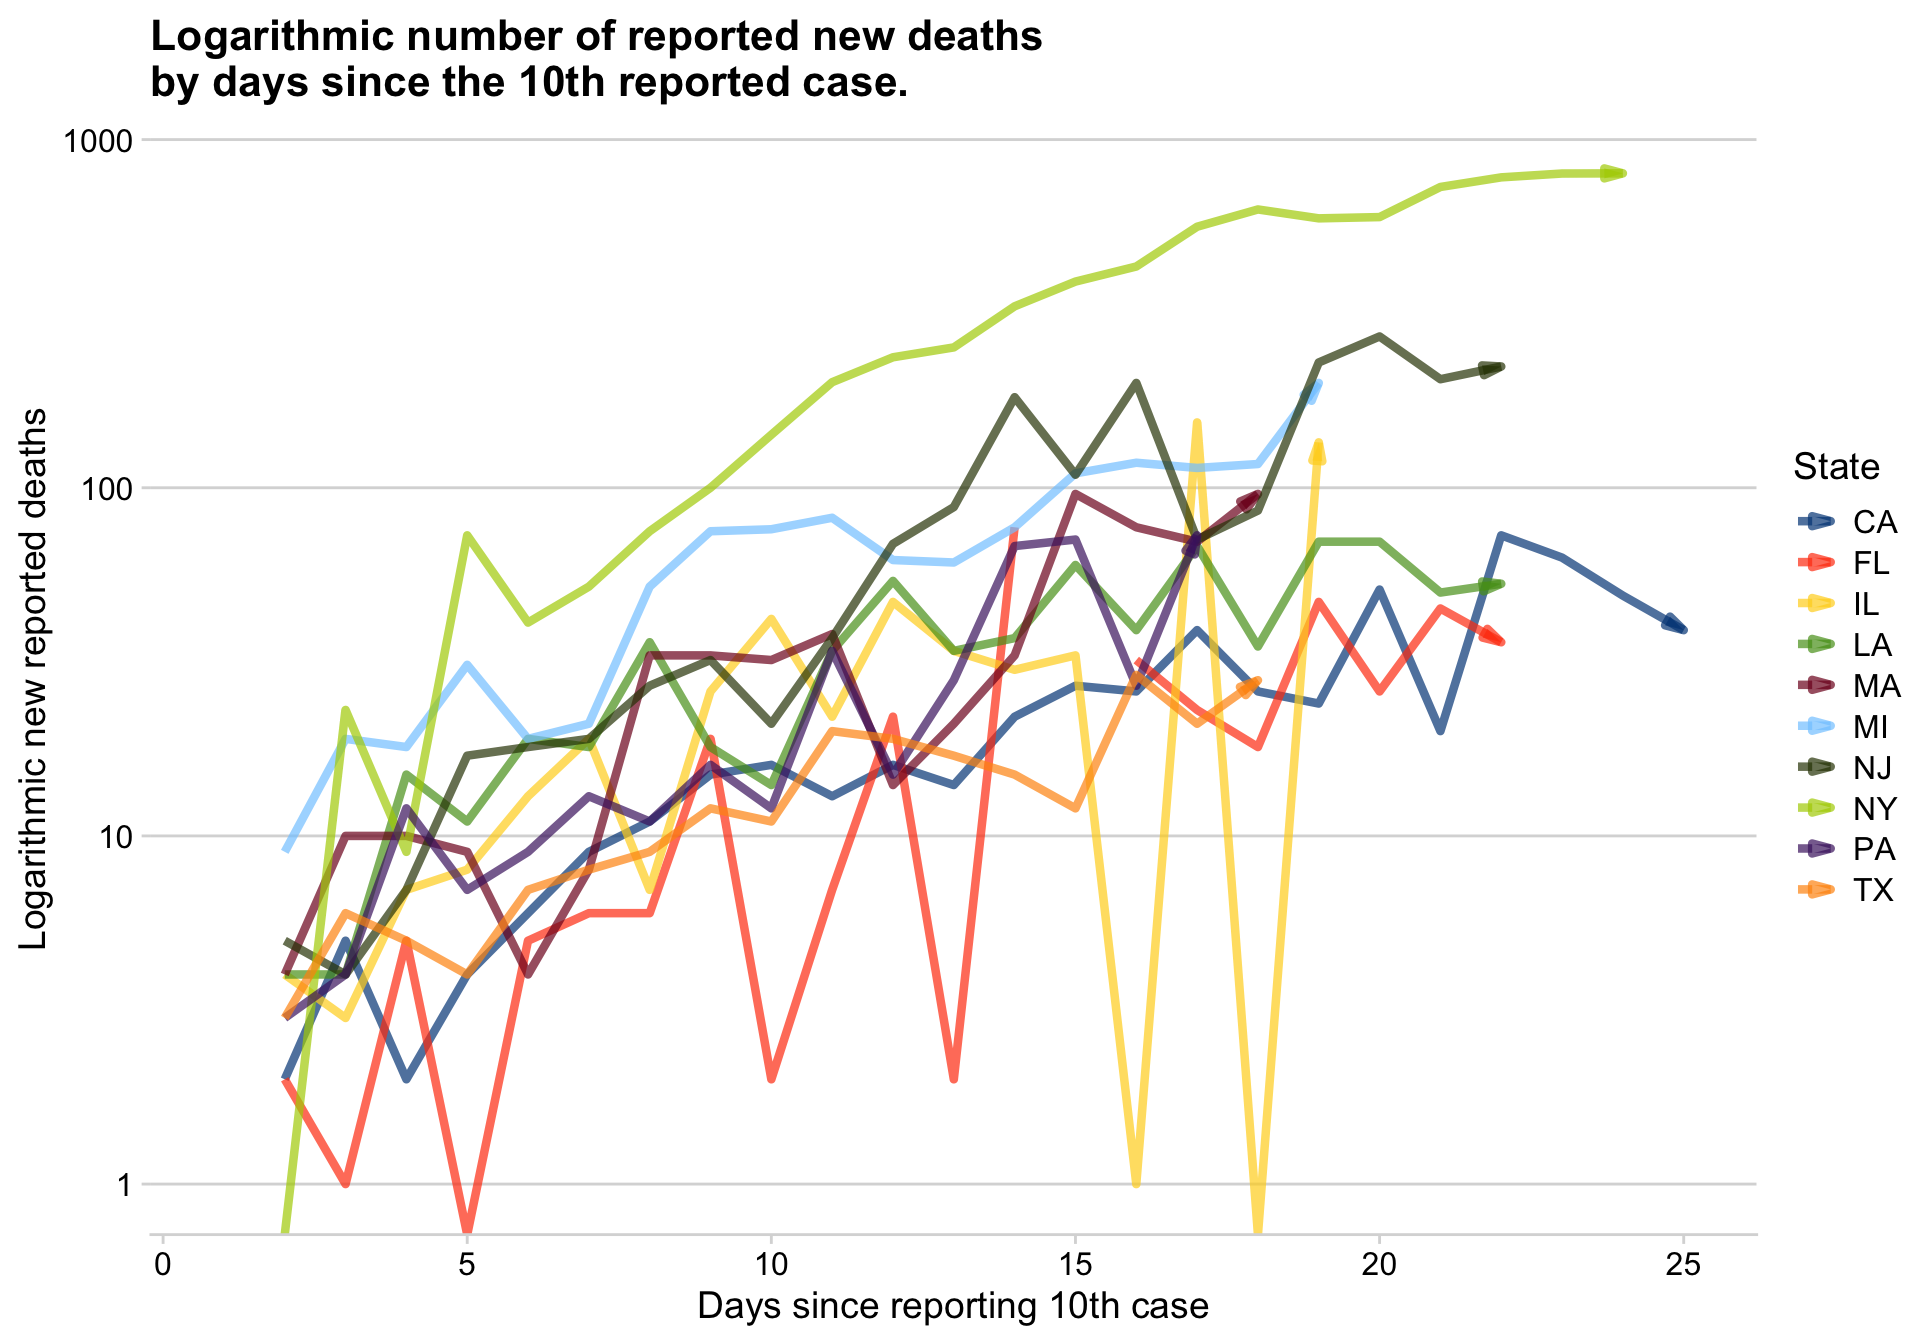 Logarithmic number of reported new deaths
by days since the 10th reported case.
1000
100
10
1
Logarithmic new reported deaths
0 5 10 15 20 25
Days since reporting 10th case
State
CA
FL
IL
LA
MA
MI
NJ
NY
PA
TX